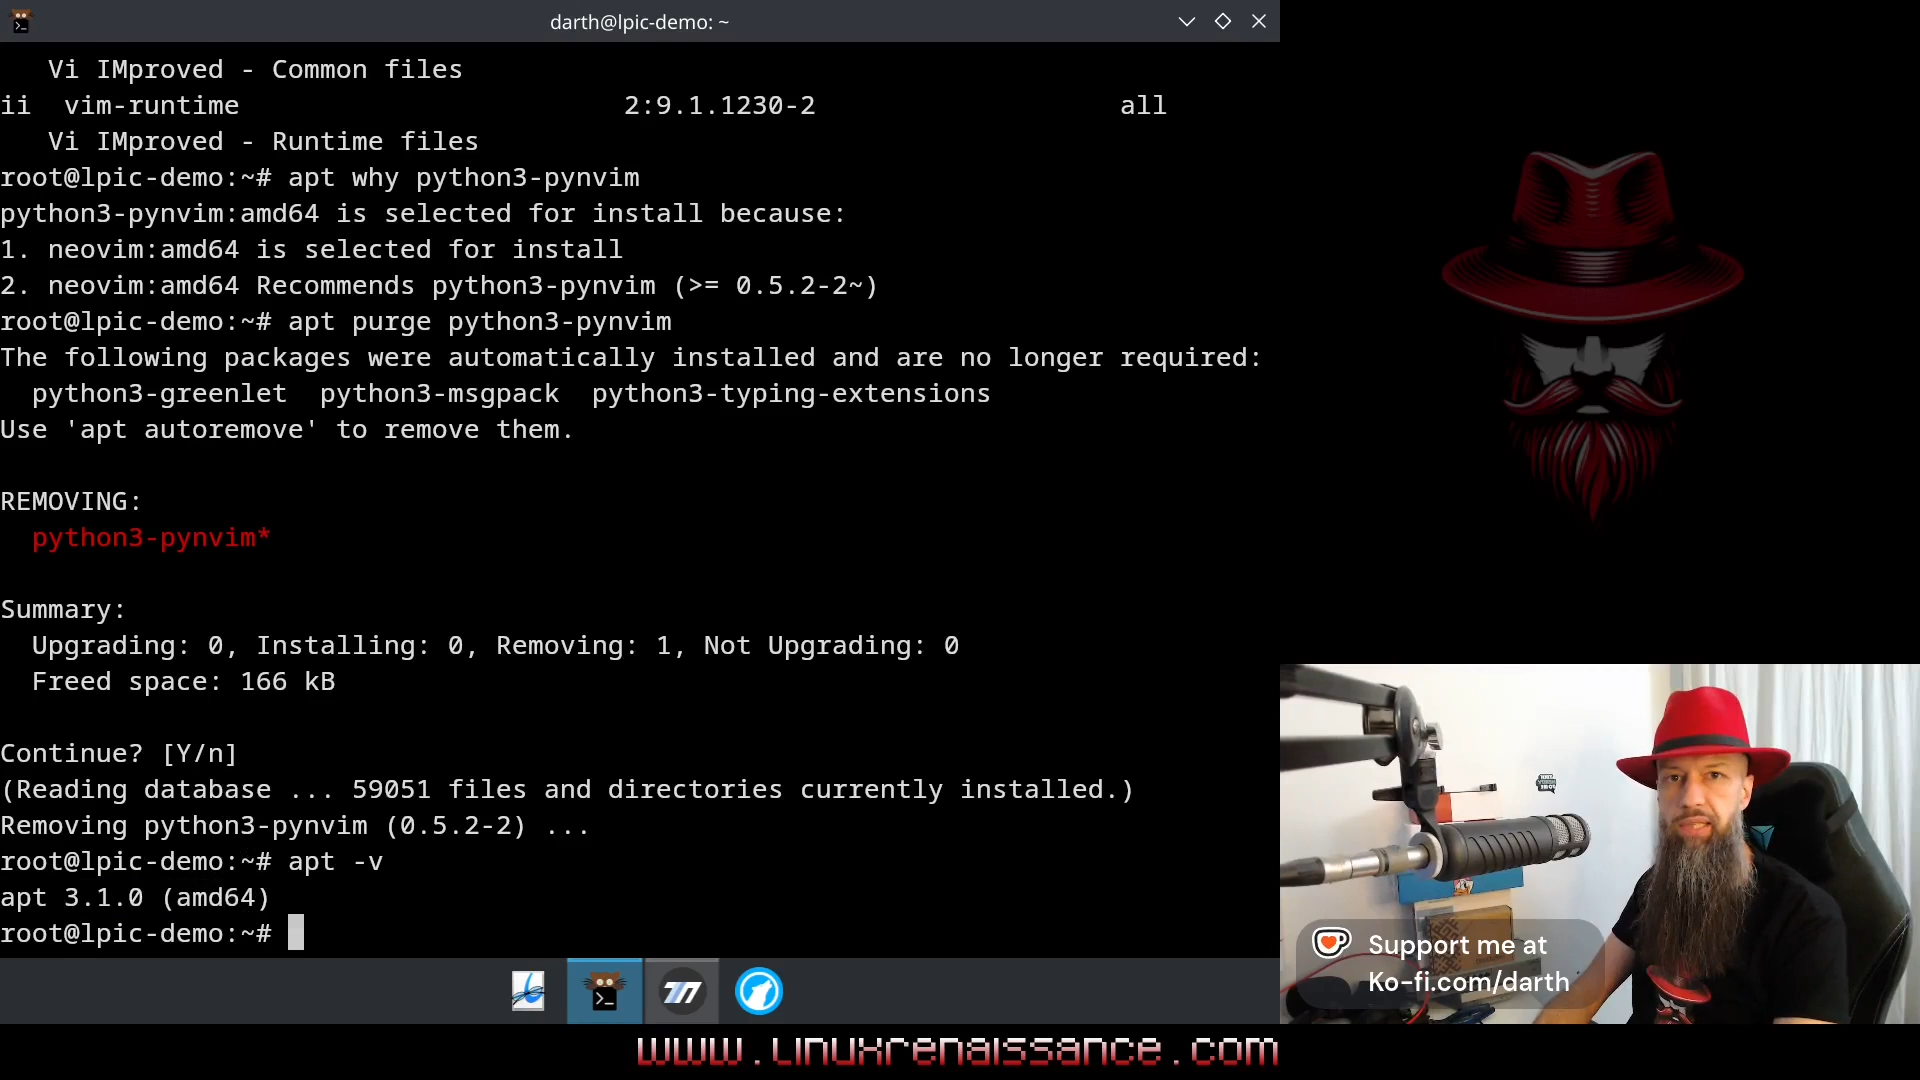 darth@lpic-demo: ~
Vi IMproved - Common files
ii  vim-runtime                        2:9.1.1230-2                   all
Vi IMproved - Runtime files
root@lpic-demo:~# apt why python3-pynvim
python3-pynvim:amd64 is selected for install because:
1. neovim:amd64 is selected for install
2. neovim:amd64 Recommends python3-pynvim (>= 0.5.2-2~)
root@lpic-demo:~# apt purge python3-pynvim
The following packages were automatically installed and are no longer required:
python3-greenlet  python3-msgpack  python3-typing-extensions
Use 'apt autoremove' to remove them.
REMOVING:
python3-pynvim*
Summary:
Upgrading: 0, Installing: 0, Removing: 1, Not Upgrading: 0
Freed space: 166 kB
Continue? [Y/n]
(Reading database ... 59051 files and directories currently installed.)
Removing python3-pynvim (0.5.2-2) ...
root@lpic-demo:~# apt -v
apt 3.1.0 (amd64)
root@lpic-demo:~#
Support me at
Ko-fi.com/darth
www.linuxrenaissance.com